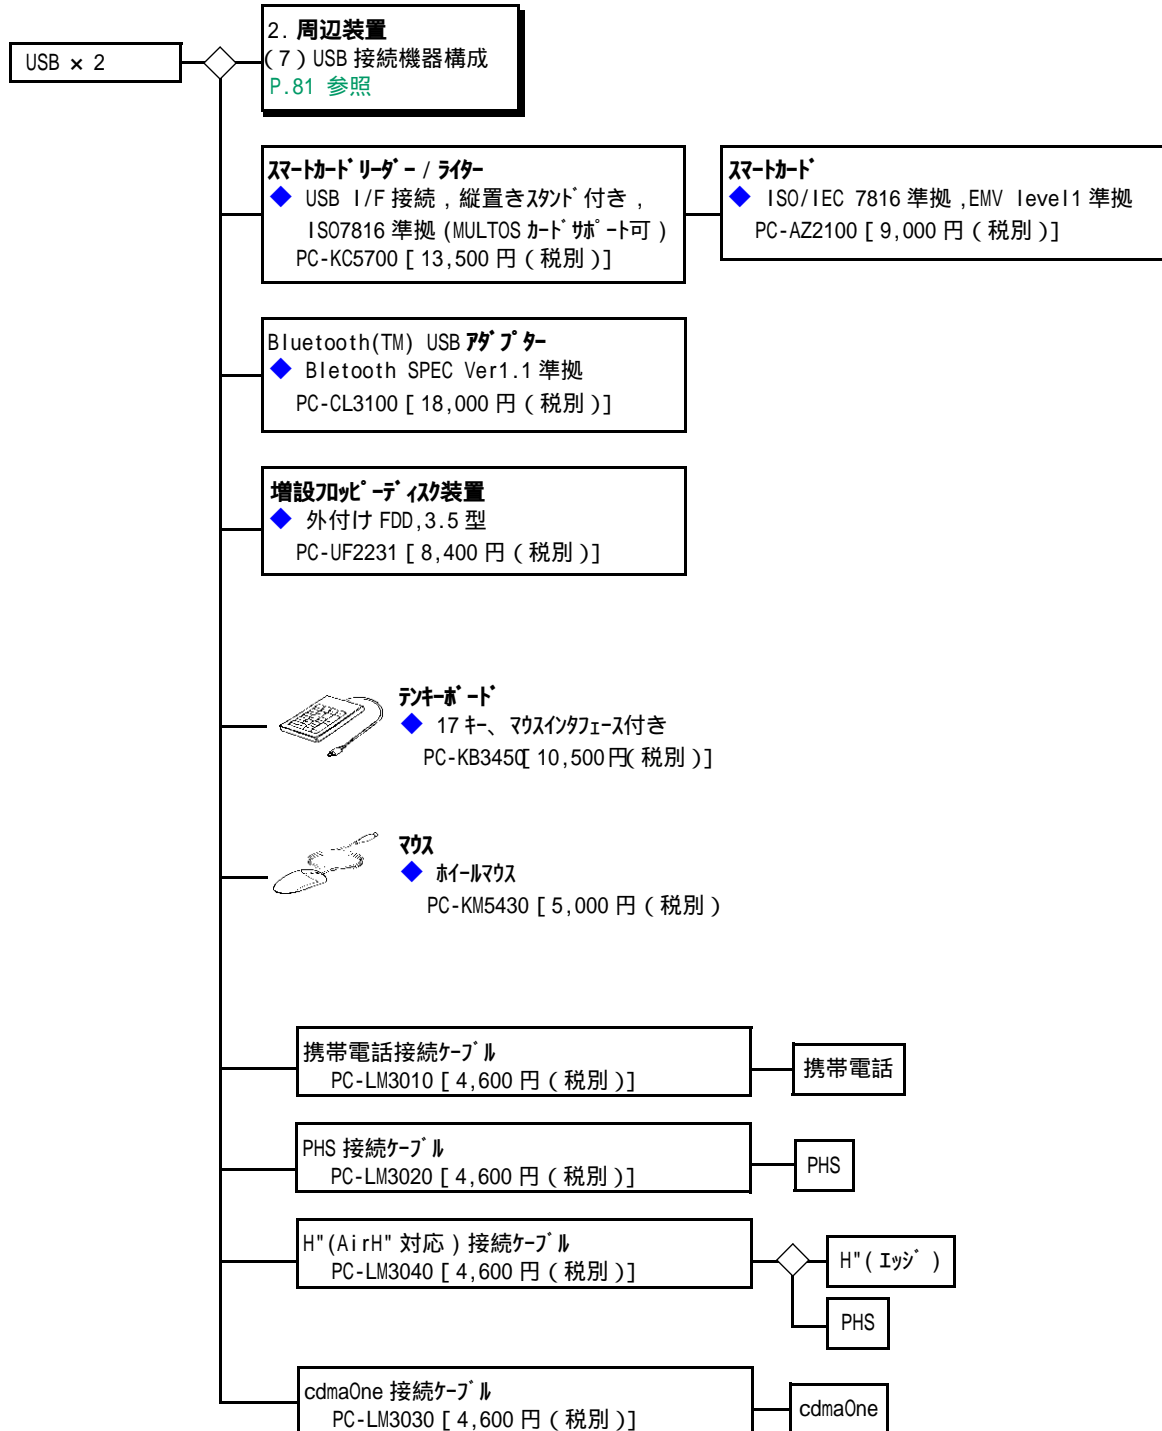 USB × 2
2. 周辺装置
(7) USB 接続機器構成
P.81 参照
ｽﾏｰﾄｶｰﾄﾞﾘｰﾀﾞｰ / ﾗｲﾀｰ
◆ USB I/F 接続 , 縦置きｽﾀﾝﾄﾞ付き ,
ISO7816 準拠 (MULTOS ｶｰﾄﾞｻﾎﾟｰﾄ可 )
PC-KC5700 [ 13,500 円 ( 税別 )]
ｽﾏｰﾄｶｰﾄﾞ
◆ ISO/IEC 7816 準拠 ,EMV level1 準拠
PC-AZ2100 [ 9,000 円 ( 税別 )]
Bluetooth(TM) USB ｱﾀﾞﾌﾟﾀｰ
◆ Bletooth SPEC Ver1.1 準拠
PC-CL3100 [ 18,000 円 ( 税別 )]
増設ﾌﾛｯﾋﾟｰﾃﾞｨｽｸ装置
◆ 外付け FDD,3.5 型
PC-UF2231 [ 8,400 円 ( 税別 )]
ﾃﾝｷｰﾎﾞｰﾄﾞ
◆ 17 ｷｰ、ﾏｳｽｲﾝﾀﾌｪｰｽ付き
PC-KB3450[ 10,500 円( 税別 )]
ﾏｳｽ
◆ ﾎｲｰﾙﾏｳｽ
PC-KM5430 [ 5,000 円 ( 税別 )
携帯電話接続ｹｰﾌﾞﾙ
PC-LM3010 [ 4,600 円 ( 税別 )]
携帯電話
PHS 接続ｹｰﾌﾞﾙ
PC-LM3020 [ 4,600 円 ( 税別 )]
PHS
H"(AirH" 対応 ) 接続ｹｰﾌﾞﾙ
PC-LM3040 [ 4,600 円 ( 税別 )]
H"( ｴｯｼﾞ )
PHS
cdmaOne 接続ｹｰﾌﾞﾙ
PC-LM3030 [ 4,600 円 ( 税別 )]
cdmaOne